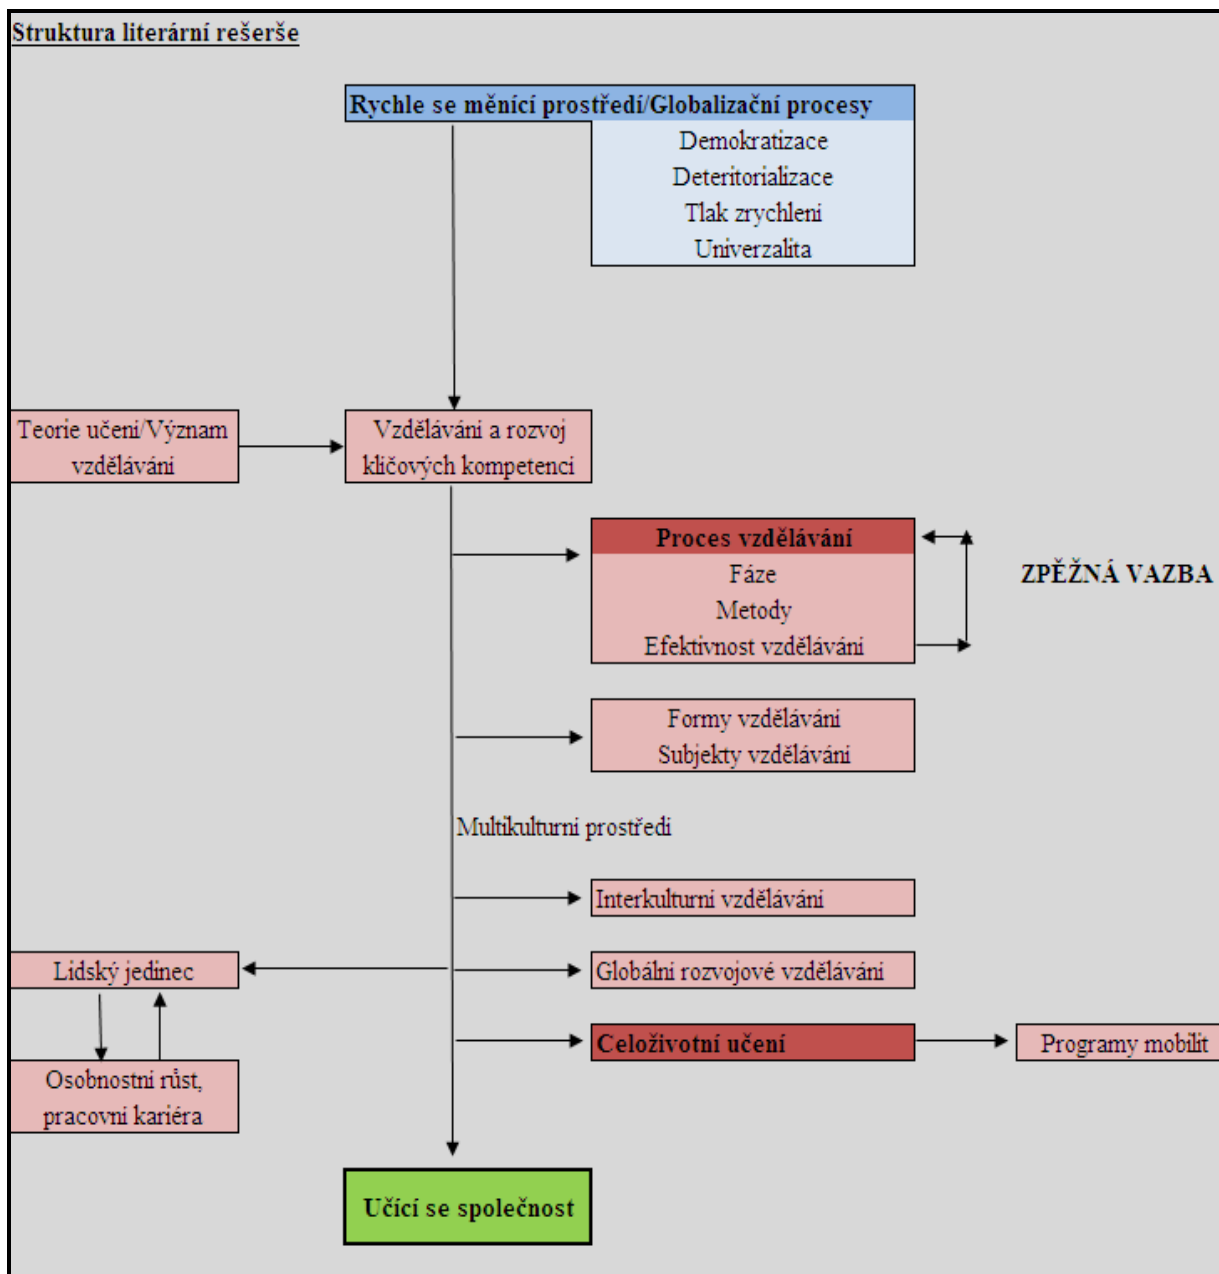 Struktura literární rešerše
Rychle se měnící prostředí/Globalizační procesy
Demokratizace
Deteritorializace
Tlak zrychlení
Univerzalita
Teorie učení/Význam
vzdělávání
Vzdělávání a rozvoj
klíčových kompetencí
Proces vzdělávání
Fáze
Metody
Efektivnost vzdělávání
ZPĚŽNÁ VAZBA
Formy vzdělávání
Subjekty vzdělávání
Multikulturní prostředí
Interkulturní vzdělávání
Lidský jedinec
Globální rozvojové vzdělávání
Celoživotní učení
Programy mobilit
Osobnostní růst,
pracovní kariéra
Učící se společnost